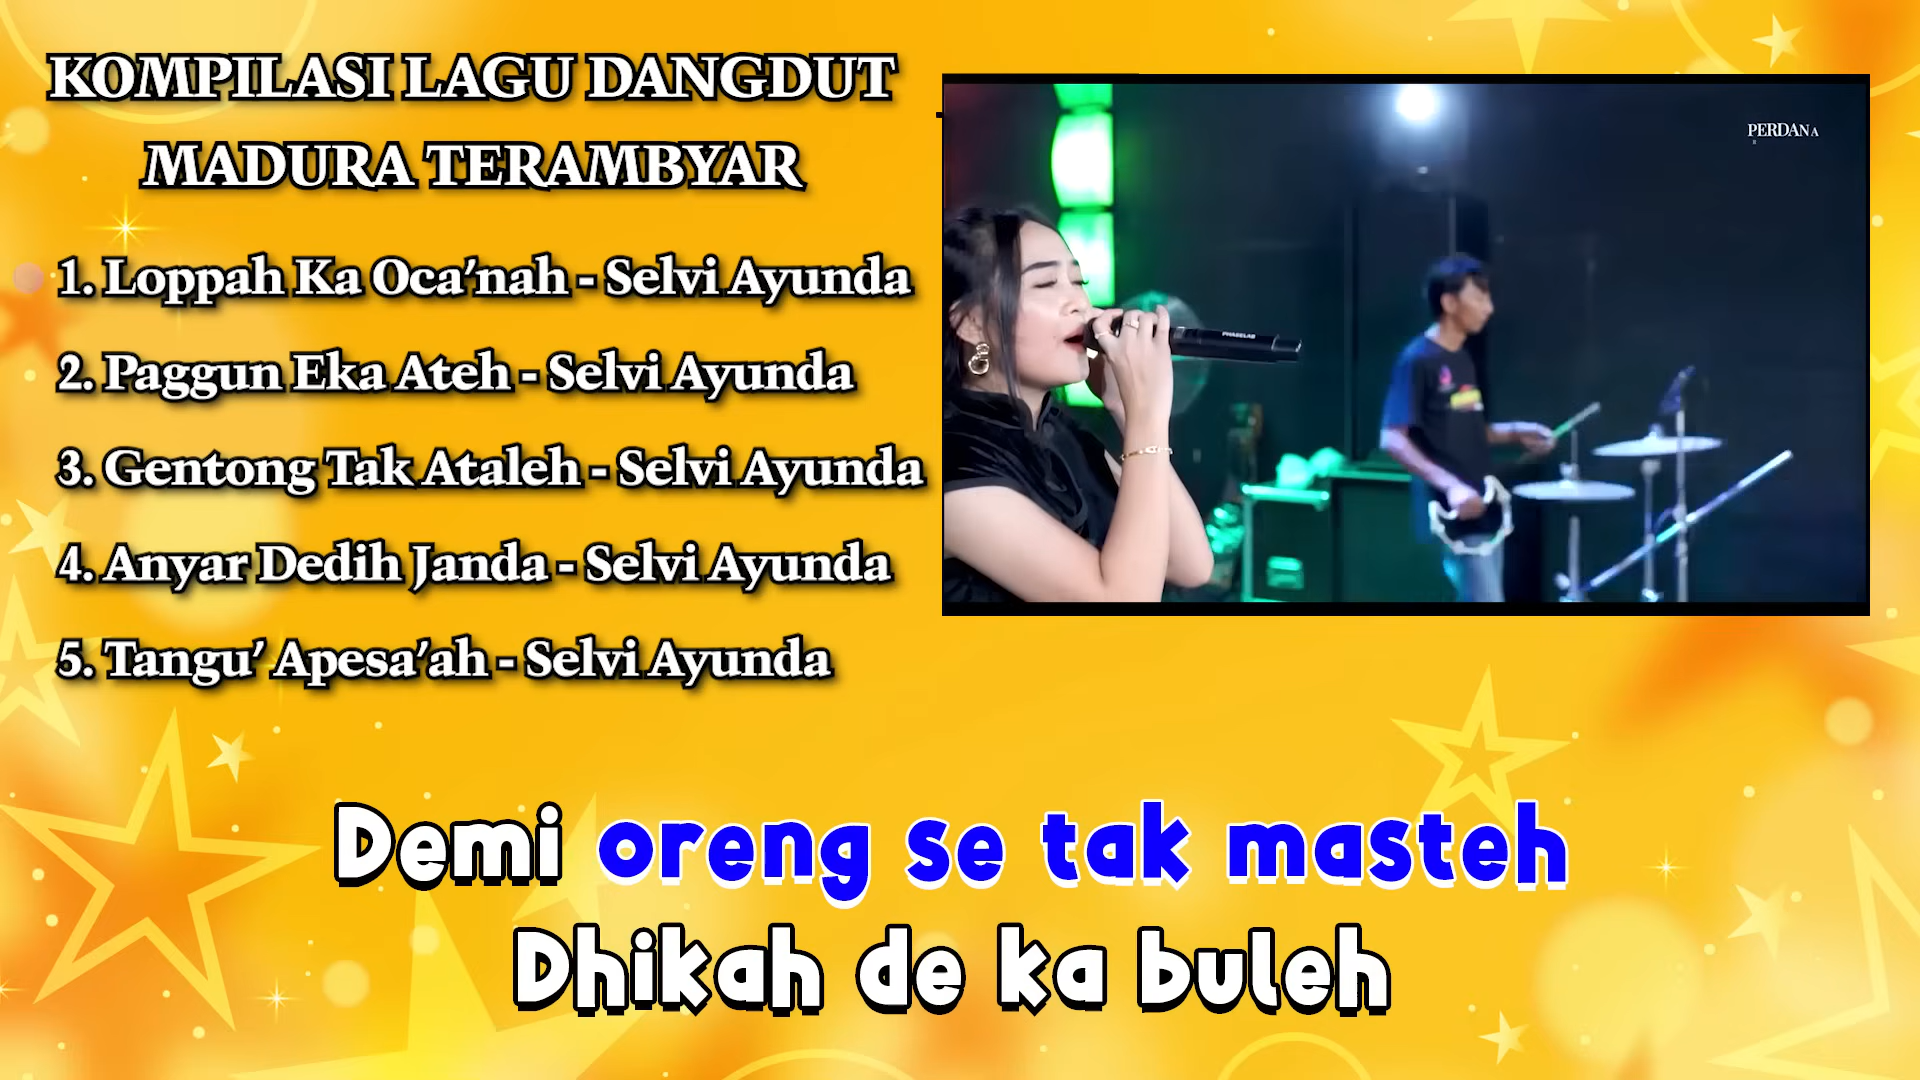 KOMPILASI LAGU DANGDUT
MADURA TERAMBYAR
1. Loppah Ka Oca'nah - Selvi Ayunda
2. Paggun Eka Ateh - Selvi Ayunda
3. Gentong Tak Ataleh - Selvi Ayunda
4. Anyar Dedih Janda - Selvi Ayunda
5. Tangu' Apesa'ah - Selvi Ayunda
PERDANA
PHASELAB
Demi oreng se tak masteh
Dhikah de ka buleh